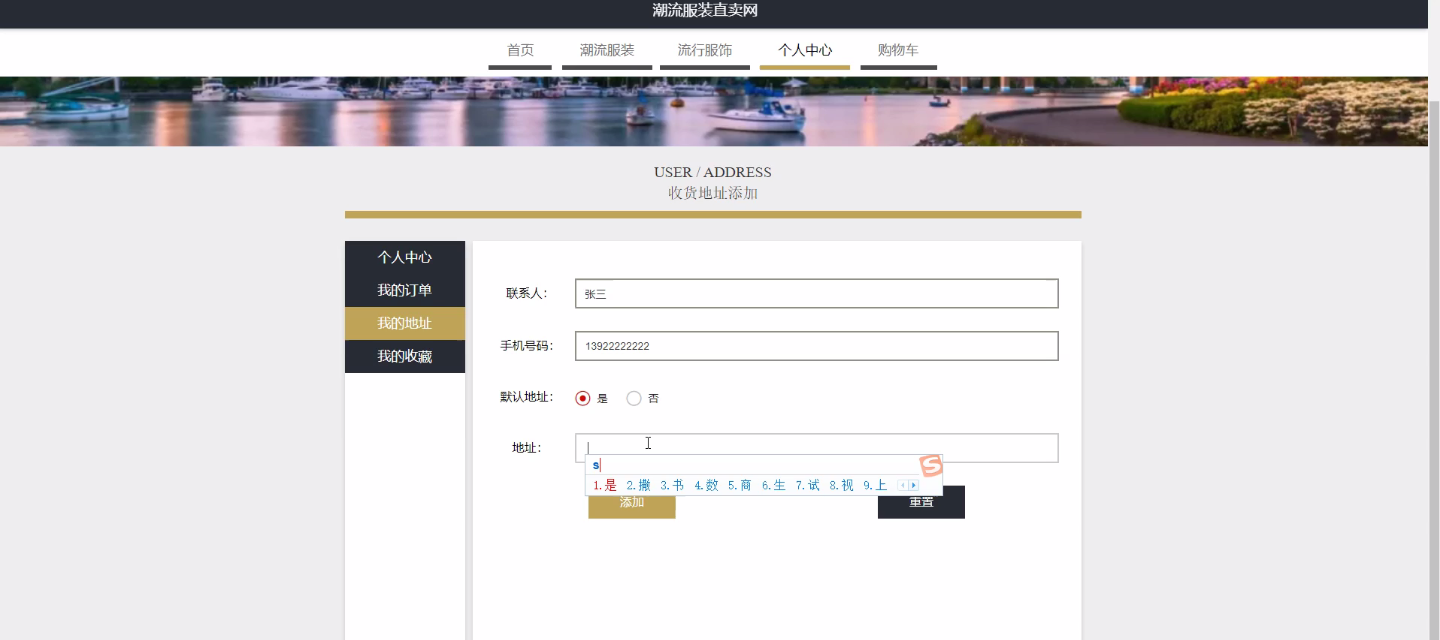 潮流服装直卖网
首页 潮流服装 流行服饰 个人中心 购物车
USER / ADDRESS
收货地址添加
个人中心
我的订单
我的地址
我的收藏
联系人： 张三
手机号码： 13922222222
默认地址： 是 否
地址：
s
1.是 2.撒 3.书 4.数 5.商 6.生 7.试 8.视 9.上
添加 重置